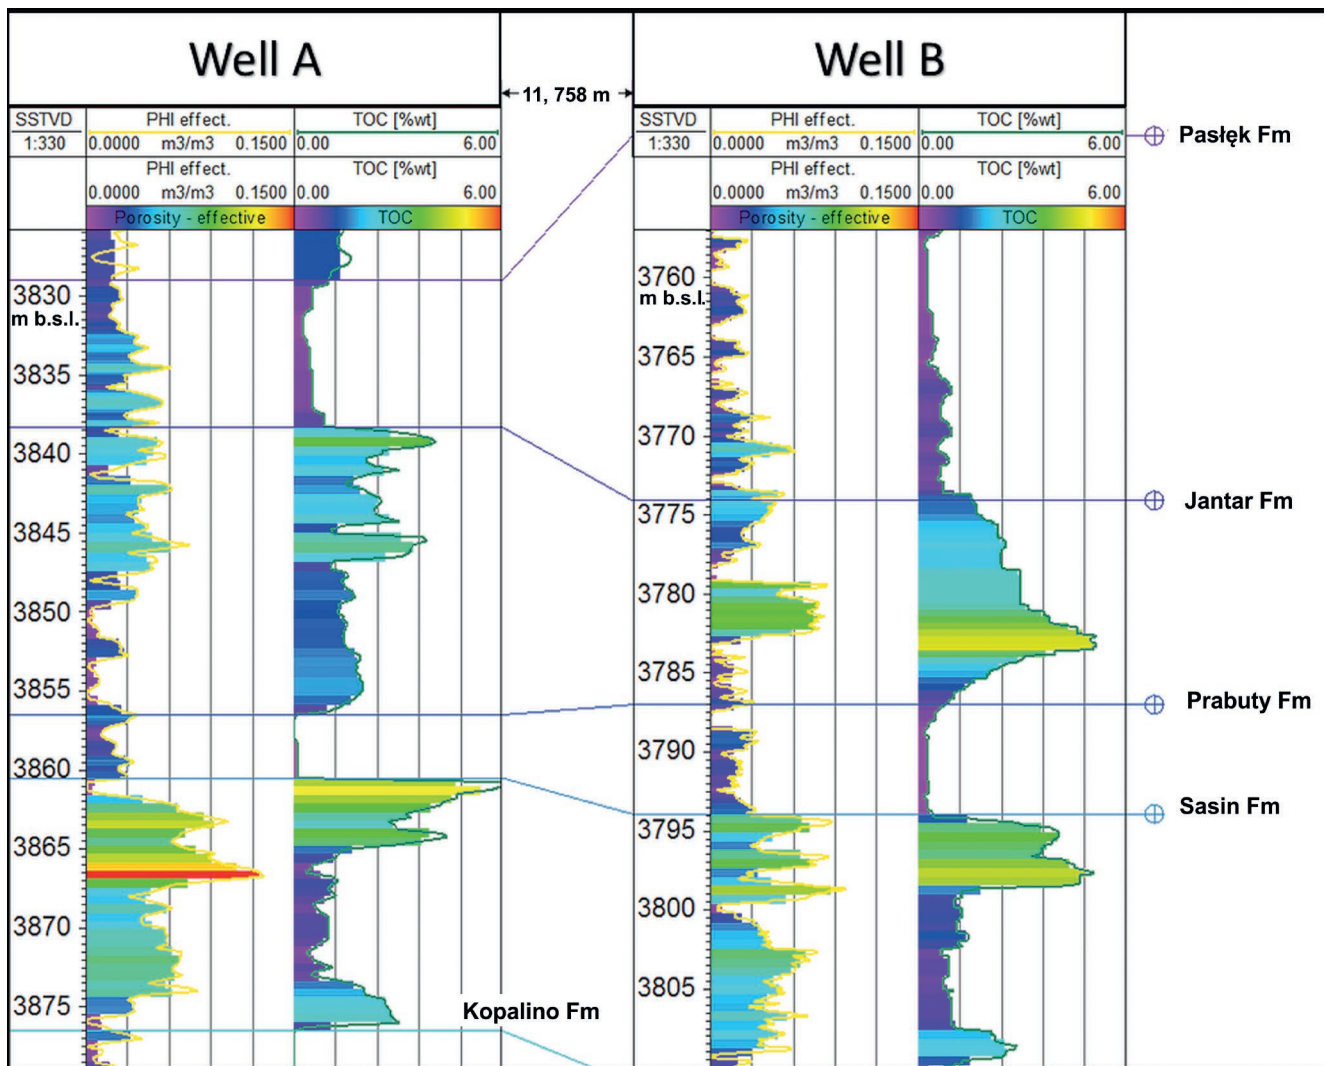 Well A
Well B
11, 758 m
SSTVD
1:330
PHI effect.
0.0000 m3/m3 0.1500
TOC [%wt]
0.00 6.00
PHI effect.
0.0000 m3/m3 0.1500
TOC [%wt]
0.00 6.00
Porosity - effective
TOC
3830
m b.s.l.
3835
3840
3845
3850
3855
3860
3865
3870
3875
Kopalino Fm
SSTVD
1:330
PHI effect.
0.0000 m3/m3 0.1500
TOC [%wt]
0.00 6.00
PHI effect.
0.0000 m3/m3 0.1500
TOC [%wt]
0.00 6.00
Porosity - effective
TOC
3760
m b.s.l.
3765
3770
3775
3780
3785
3790
3795
3800
3805
Pasłęk Fm
Jantar Fm
Prabuty Fm
Sasin Fm